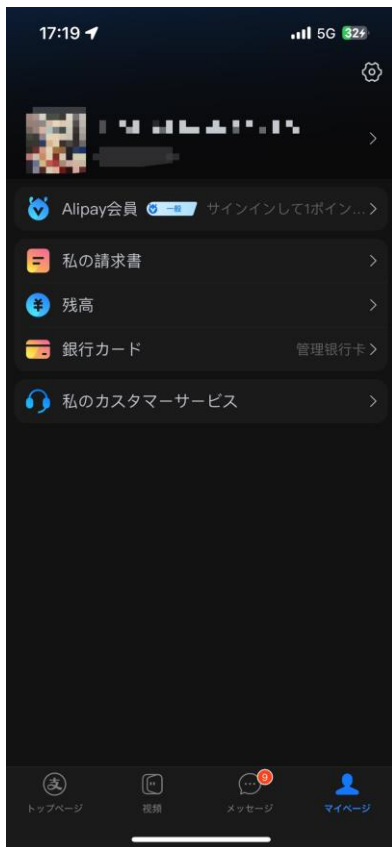 17:19 5G 32
Alipay会員 一般 サインインして1ポイン...
私の請求書
残高
銀行カード 管理银行卡
私のカスタマーサービス
支
9
トップページ 視頻 メッセージ マイページ